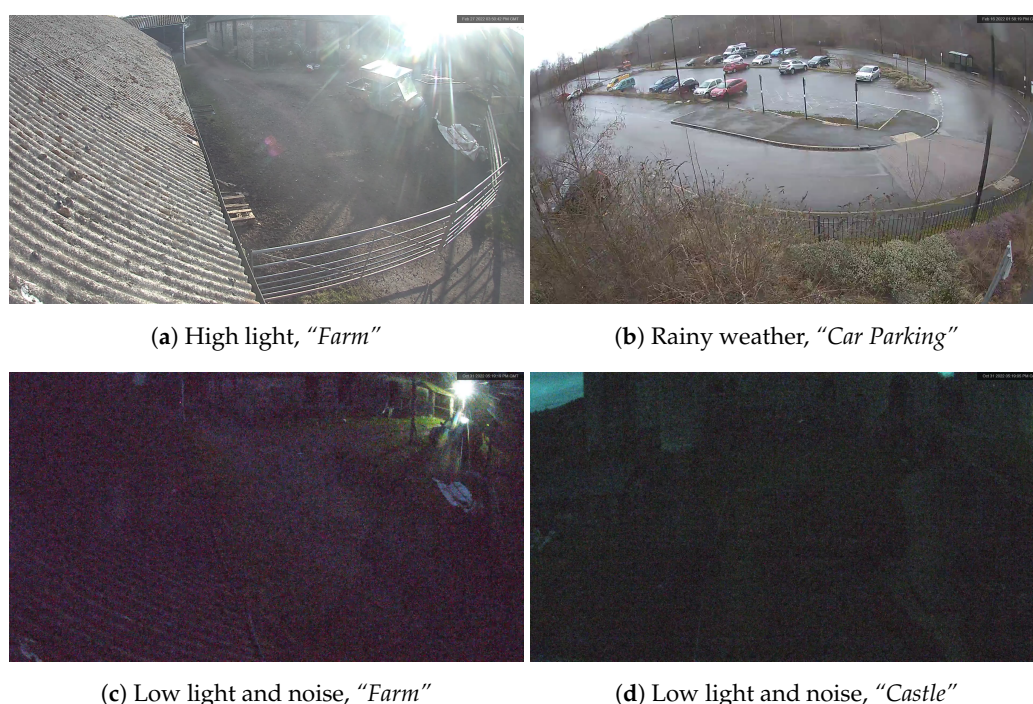 (a) High light, “Farm”
(b) Rainy weather, “Car Parking”
(c) Low light and noise, “Farm”
(d) Low light and noise, “Castle”